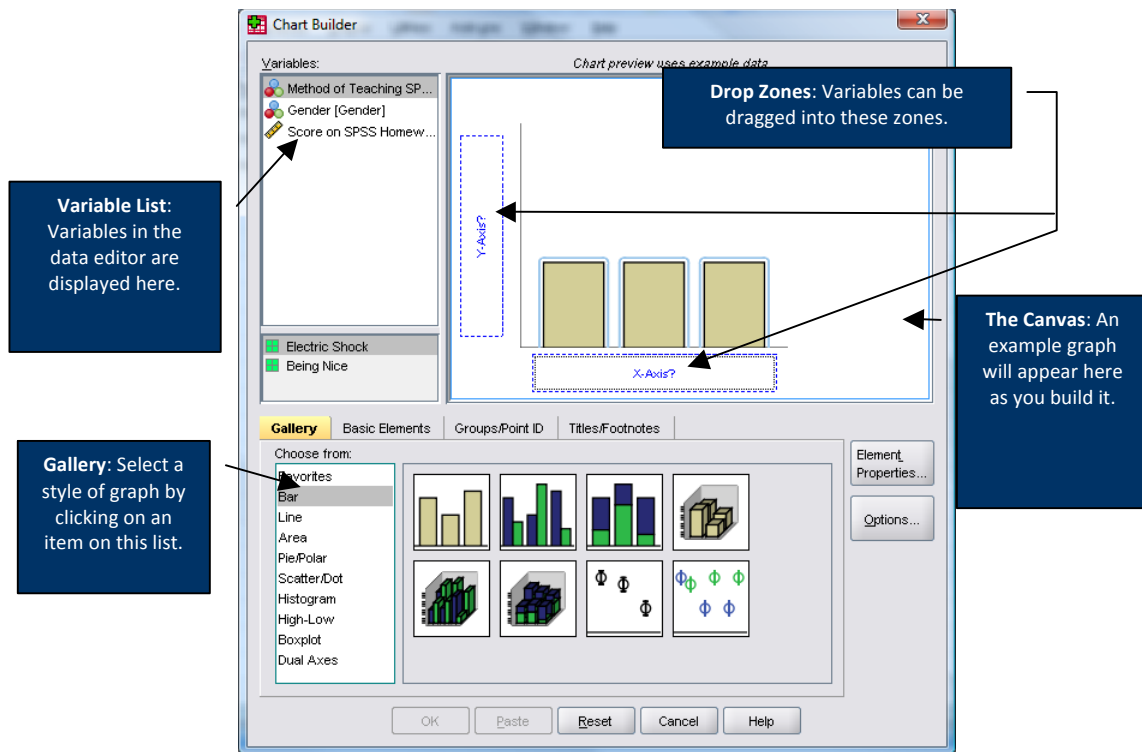 Chart Builder
Variables:
Chart preview uses example data
Method of Teaching SP...
Gender [Gender]
Score on SPSS Homew...
Drop Zones: Variables can be
dragged into these zones.
Variable List:
Variables in the
data editor are
displayed here.
Y-Axis?
X-Axis?
The Canvas: An
example graph
will appear here
as you build it.
Electric Shock
Being Nice
Gallery
Basic Elements
Groups/Point ID
Titles/Footnotes
Gallery: Select a
style of graph by
clicking on an
item on this list.
Choose from:
Favorites
Bar
Line
Area
Pie/Polar
Scatter/Dot
Histogram
High-Low
Boxplot
Dual Axes
Element
Properties...
Options...
OK
Paste
Reset
Cancel
Help